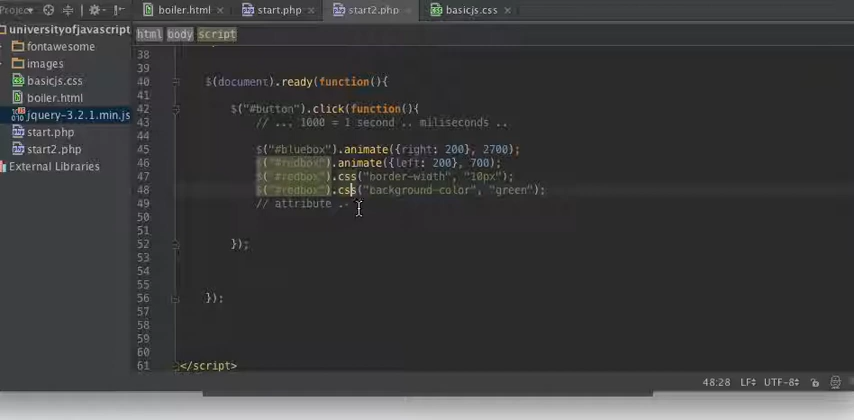 Project
boiler.html start.php start2.php basicjs.css
universityofjavascript
html body script
fontawesome
images
basicjs.css
boiler.html
jquery-3.2.1.min.js
start.php
start2.php
External Libraries
38
39
40 $(document).ready(function(){
41
42 $("#button").click(function(){
43 // ... 1000 = 1 second .. miliseconds ..
44
45 $("#bluebox").animate({right: 200}, 2700);
46 $("#redbox").animate({left: 200}, 700);
47 $("#redbox").css("border-width", "10px");
48 $("#redbox").css("background-color", "green");
49 // attribute ..
50
51
52 });
53
54
55
56 });
57
58
59
60
61 </script>
48:28 LF UTF-8